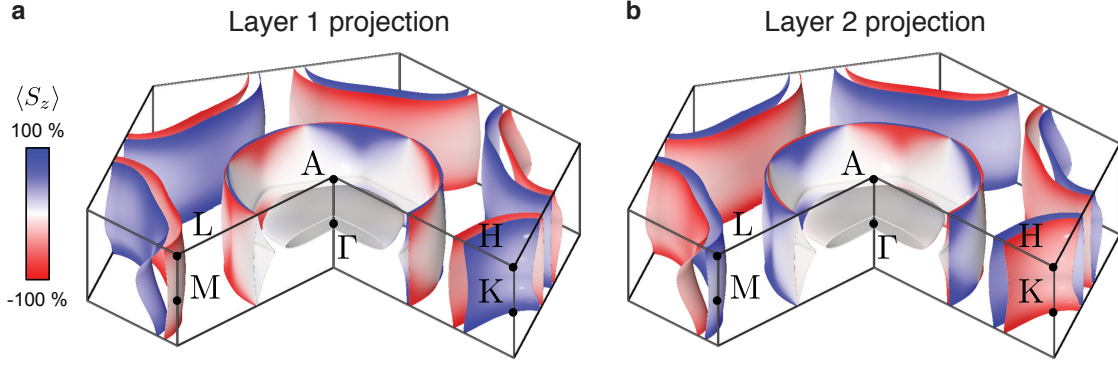 a
Layer 1 projection
b
Layer 2 projection
⟨S_z⟩
100 %
-100 %
A
L
Γ
M
H
K
A
L
Γ
M
H
K